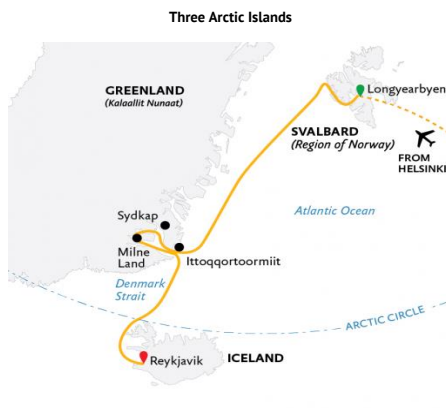 Three Arctic Islands
GREENLAND
(Kalaallit Nunaat)
Longyearbyen
SVALBARD
(Region of Norway)
FROM
HELSINKI
Sydkap
Atlantic Ocean
Milne
Land
Ittoqqortoormiit
Denmark
Strait
ARCTIC CIRCLE
Reykjavik
ICELAND